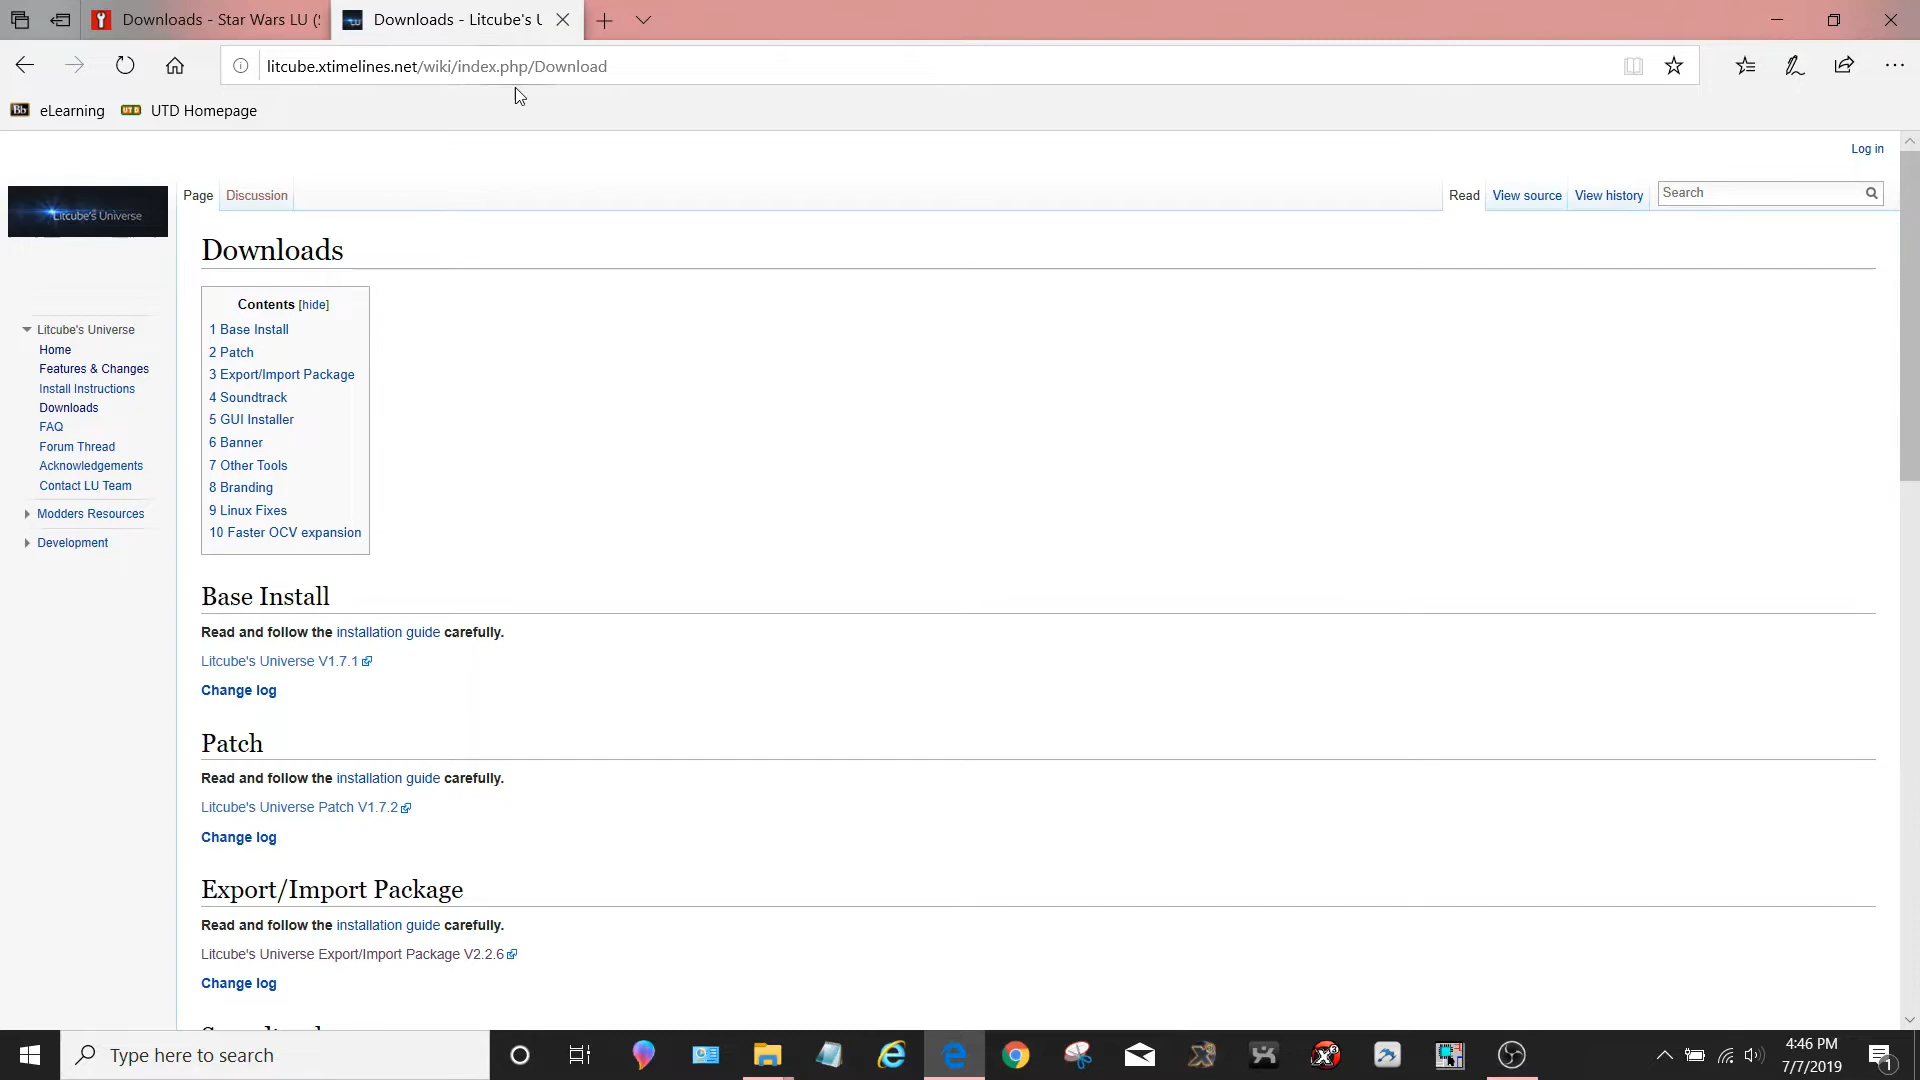 Downloads - Star Wars LU (S
Downloads - Litcube's U
litcube.xtimelines.net/wiki/index.php/Download
Bb eLearning UTD UTD Homepage
Log in
Litcube's Universe
Page Discussion Read View source View history Search
Downloads
Contents [hide]
1 Base Install
2 Patch
3 Export/Import Package
4 Soundtrack
5 GUI Installer
6 Banner
7 Other Tools
8 Branding
9 Linux Fixes
10 Faster OCV expansion
Litcube's Universe
Home
Features & Changes
Install Instructions
Downloads
FAQ
Forum Thread
Acknowledgements
Contact LU Team
Modders Resources
Development
Base Install
Read and follow the installation guide carefully.
Litcube's Universe V1.7.1
Change log
Patch
Read and follow the installation guide carefully.
Litcube's Universe Patch V1.7.2
Change log
Export/Import Package
Read and follow the installation guide carefully.
Litcube's Universe Export/Import Package V2.2.6
Change log
Type here to search
4:46 PM
7/7/2019
1